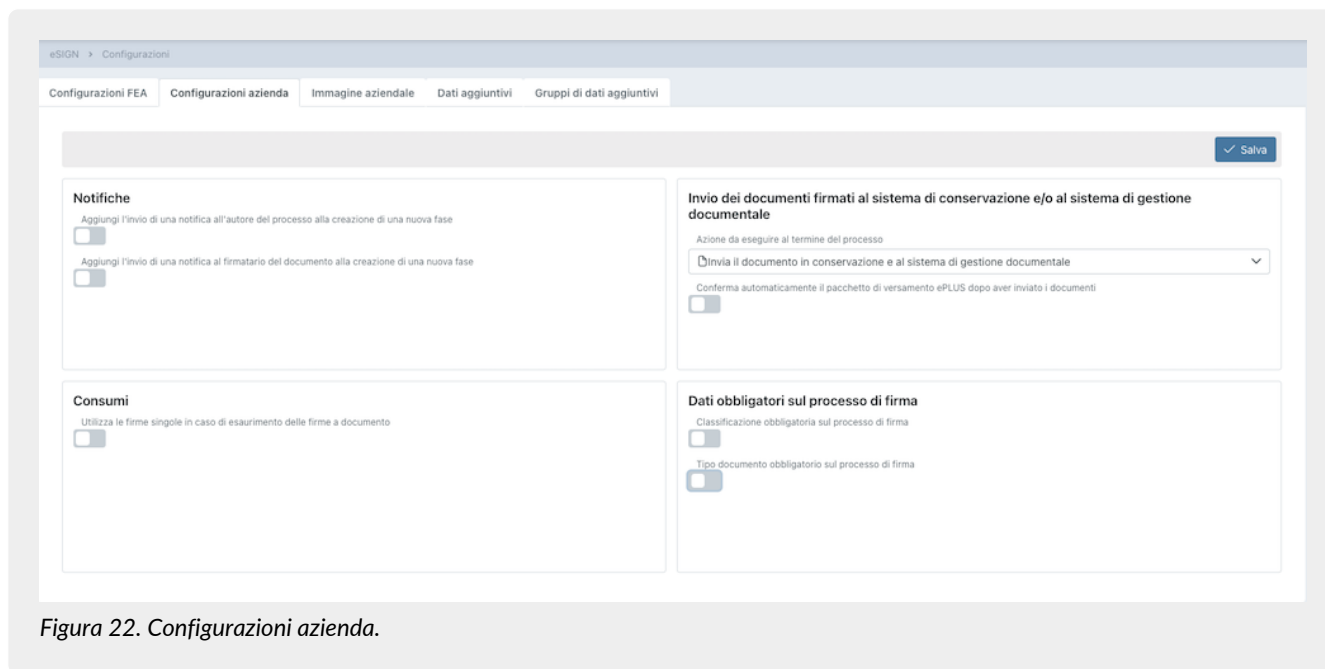 eSIGN > Configurazioni
Configurazioni FEA Configurazioni azienda Immagine aziendale Dati aggiuntivi Gruppi di dati aggiuntivi
Salva
Notifiche
Aggiungi l'invio di una notifica all'autore del processo alla creazione di una nuova fase
Aggiungi l'invio di una notifica al firmatario del documento alla creazione di una nuova fase
Invio dei documenti firmati al sistema di conservazione e/o al sistema di gestione
documentale
Azione da eseguire al termine del processo
Invia il documento in conservazione e al sistema di gestione documentale
Conferma automaticamente il pacchetto di versamento ePLUS dopo aver inviato i documenti
Consumi
Utilizza le firme singole in caso di esaurimento delle firme a documento
Dati obbligatori sul processo di firma
Classificazione obbligatoria sul processo di firma
Tipo documento obbligatorio sul processo di firma
Figura 22. Configurazioni azienda.